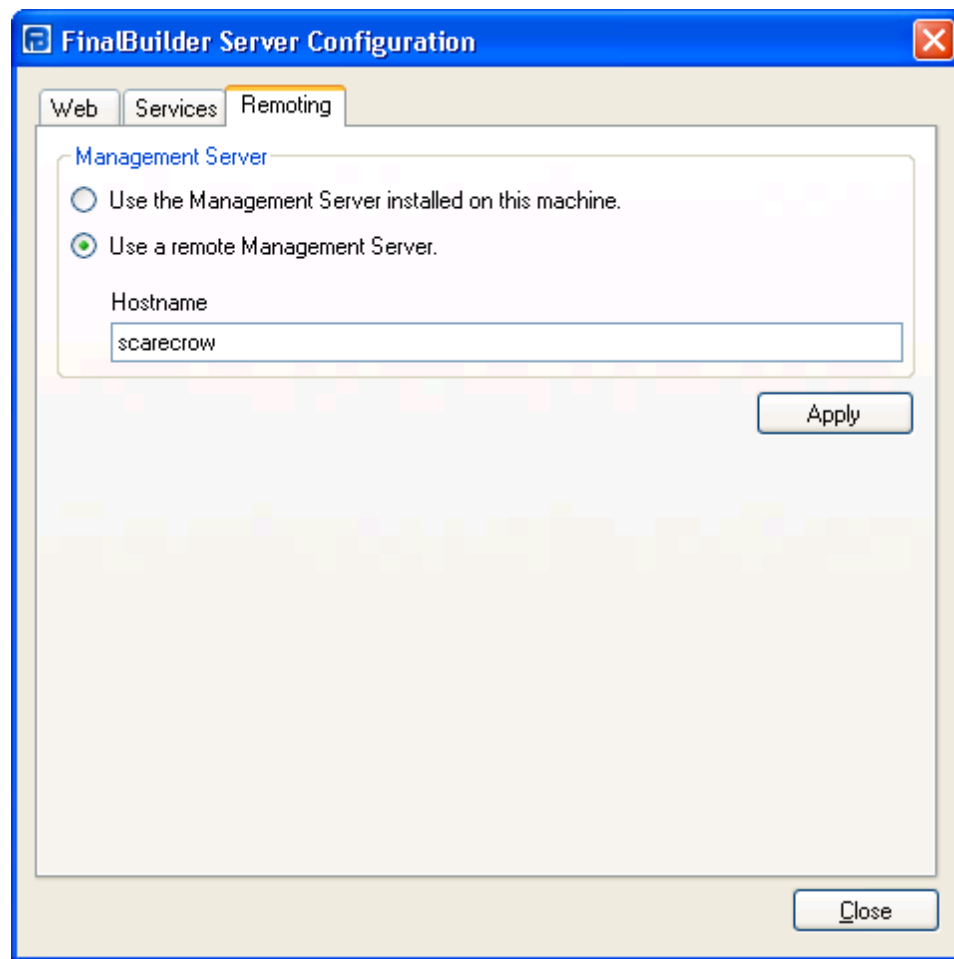 FinalBuilder Server Configuration
Web Services Remoting
Management Server
Use the Management Server installed on this machine.
Use a remote Management Server.
Hostname
scarecrow
Apply
Close